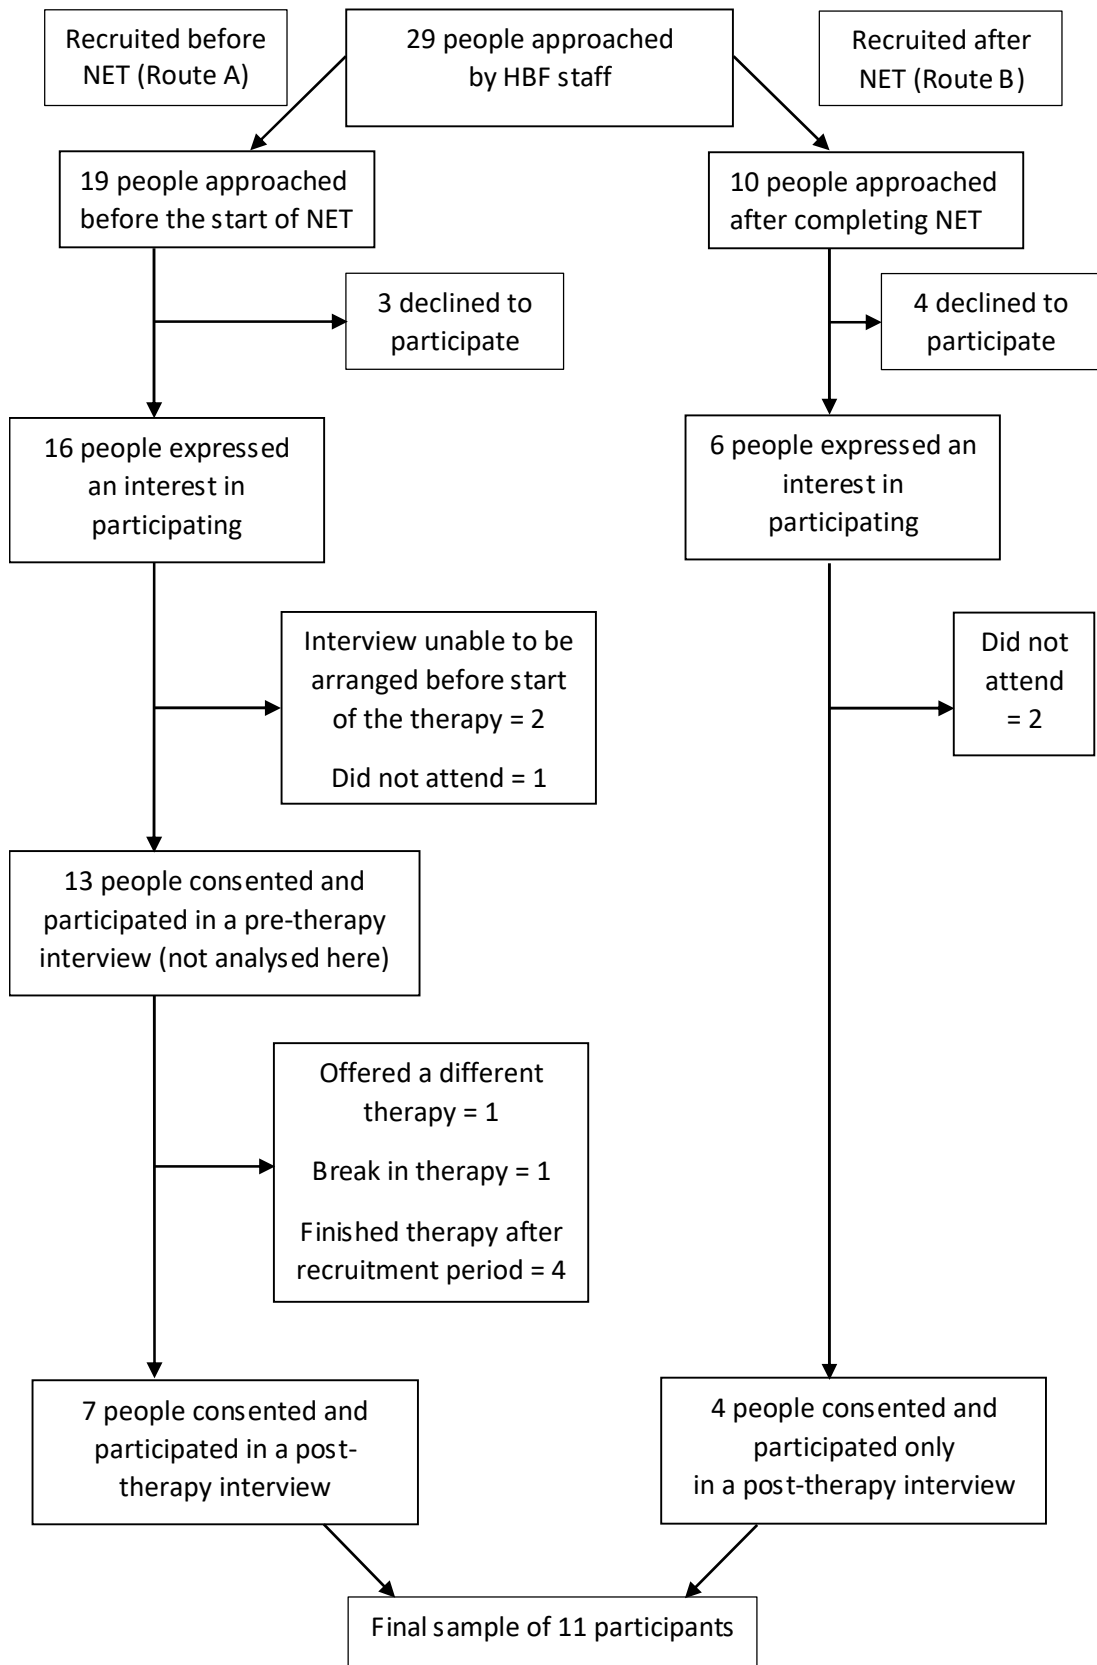 Recruited before
NET (Route A)
29 people approached
by HBF staff
Recruited after
NET (Route B)
19 people approached
before the start of NET
10 people approached
after completing NET
3 declined to
participate
4 declined to
participate
16 people expressed
an interest in
participating
6 people expressed an
interest in
participating
Interview unable to be
arranged before start
of the therapy = 2
Did not attend = 1
Did not
attend
= 2
13 people consented and
participated in a pre-therapy
interview (not analysed here)
Offered a different
therapy = 1
Break in therapy = 1
Finished therapy after
recruitment period = 4
7 people consented and
participated in a post-
therapy interview
4 people consented and
participated only
in a post-therapy interview
Final sample of 11 participants